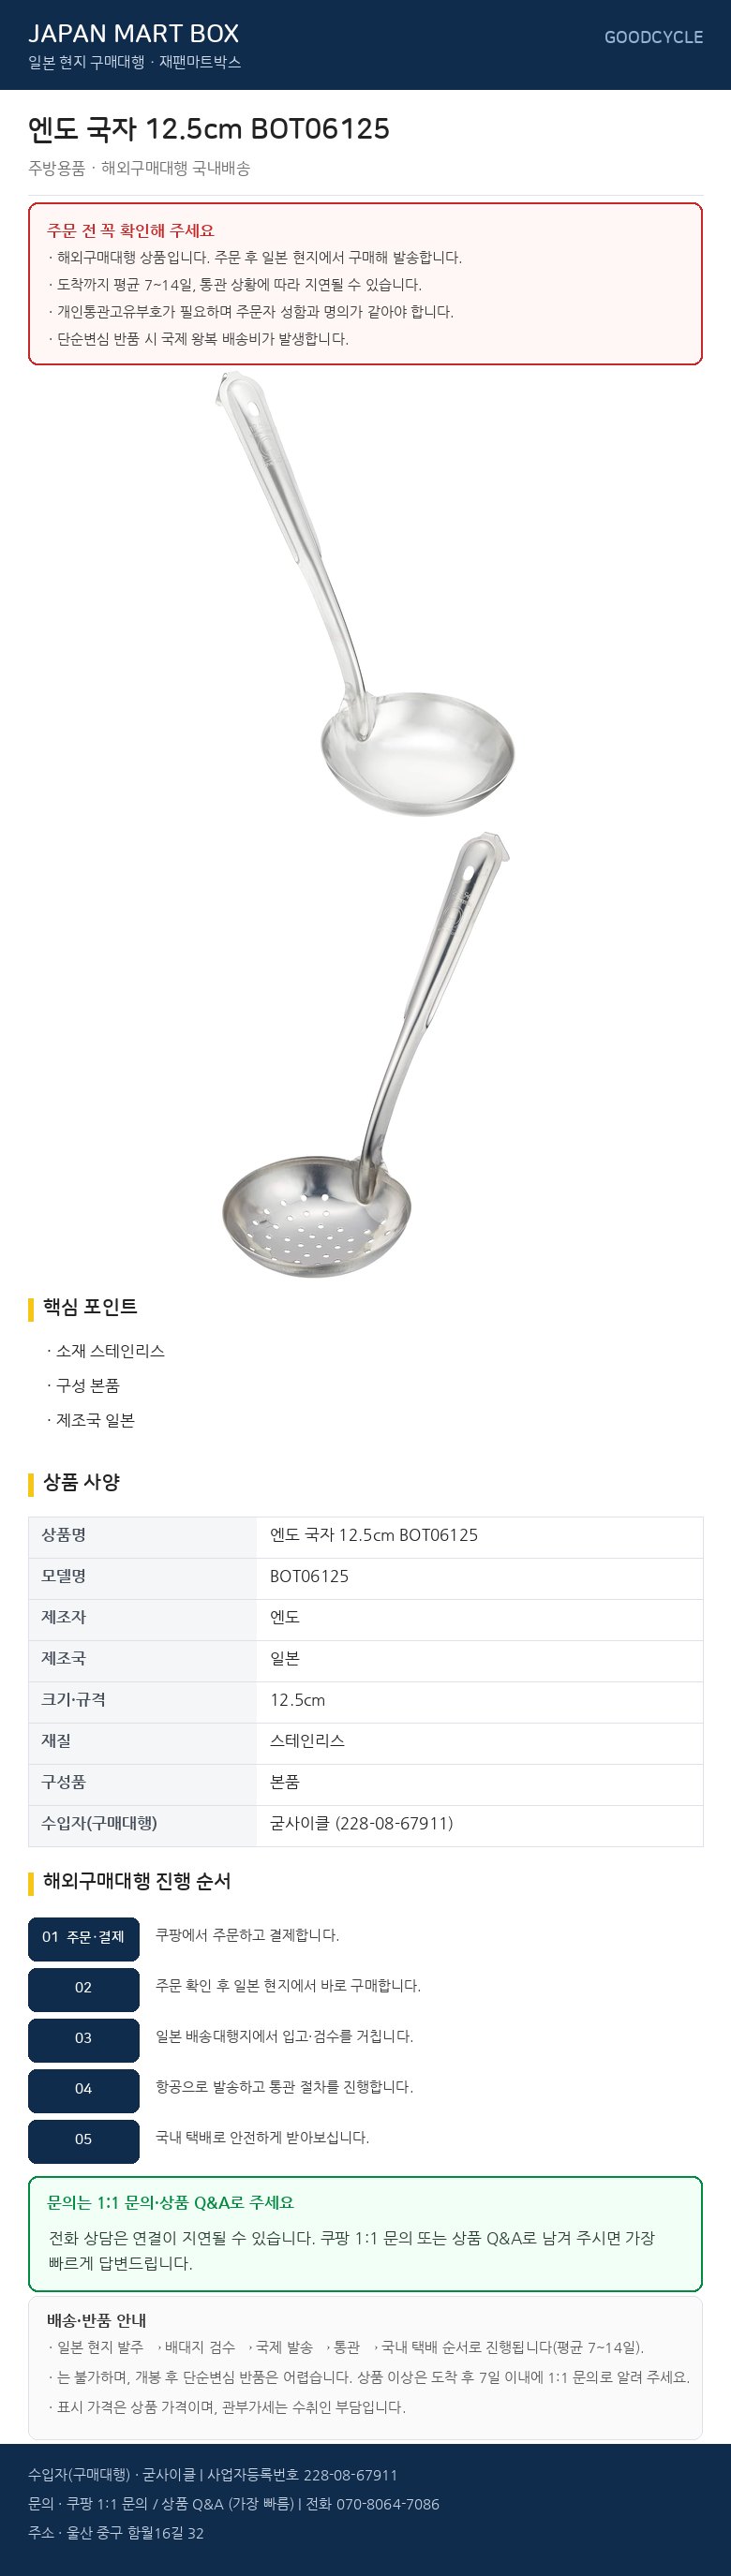 JAPAN MART BOX
GOODCYCLE
일본 현지 구매대행 · 재팬마트박스
엔도 국자 12.5cm BOT06125
주방용품 · 해외구매대행 국내배송
주문 전 꼭 확인해 주세요
· 해외구매대행 상품입니다. 주문 후 일본 현지에서 구매해 발송합니다.
· 도착까지 평균 7~14일, 통관 상황에 따라 지연될 수 있습니다.
· 개인통관고유부호가 필요하며 주문자 성함과 명의가 같아야 합니다.
· 단순변심 반품 시 국제 왕복 배송비가 발생합니다.
핵심 포인트
· 소재 스테인리스
· 구성 본품
· 제조국 일본
상품 사양
상품명 엔도 국자 12.5cm BOT06125
모델명 BOT06125
제조자 엔도
제조국 일본
크기·규격 12.5cm
재질 스테인리스
구성품 본품
수입자(구매대행) 굳사이클 (228-08-67911)
해외구매대행 진행 순서
01 주문·결제 쿠팡에서 주문하고 결제합니다.
02 주문 확인 후 일본 현지에서 바로 구매합니다.
03 일본 배송대행지에서 입고·검수를 거칩니다.
04 항공으로 발송하고 통관 절차를 진행합니다.
05 국내 택배로 안전하게 받아보십니다.
문의는 1:1 문의·상품 Q&A로 주세요
전화 상담은 연결이 지연될 수 있습니다. 쿠팡 1:1 문의 또는 상품 Q&A로 남겨 주시면 가장
빠르게 답변드립니다.
배송·반품 안내
· 일본 현지 발주 › 배대지 검수 › 국제 발송 › 통관 › 국내 택배 순서로 진행됩니다(평균 7~14일).
· 는 불가하며, 개봉 후 단순변심 반품은 어렵습니다. 상품 이상은 도착 후 7일 이내에 1:1 문의로 알려 주세요.
· 표시 가격은 상품 가격이며, 관부가세는 수취인 부담입니다.
수입자(구매대행) · 굳사이클 | 사업자등록번호 228-08-67911
문의 · 쿠팡 1:1 문의 / 상품 Q&A (가장 빠름) | 전화 070-8064-7086
주소 · 울산 중구 함월16길 32